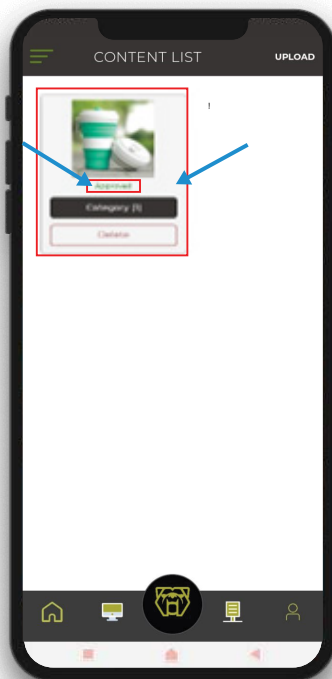 CONTENT LIST
UPLOAD
!
Approved
Category (1)
Delete